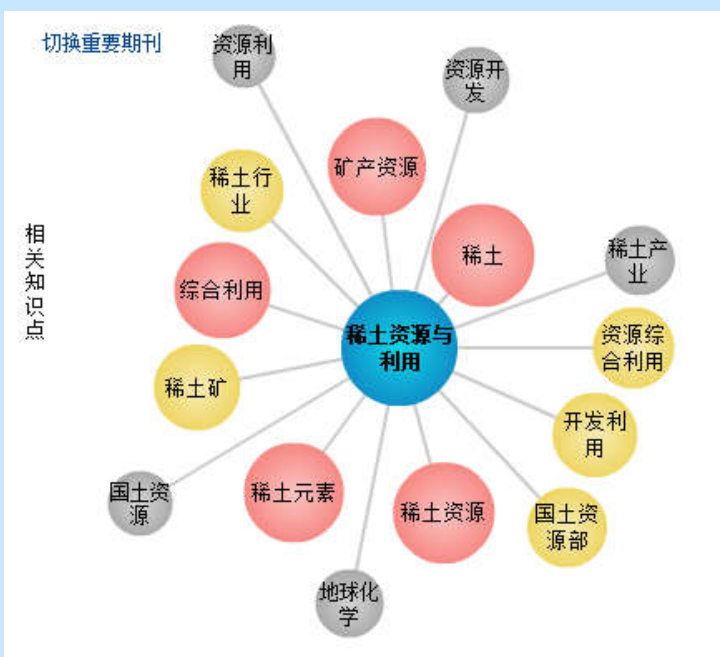 切换重要期刊
资源利
用
资源开
发
矿产资源
稀土行
业
稀土
稀土产
业
相关知识点
综合利用
稀土资源与
利用
资源综
合利用
稀土矿
开发利
用
国土资
源
稀土元素
稀土资源
国土资
源部
地球化
学